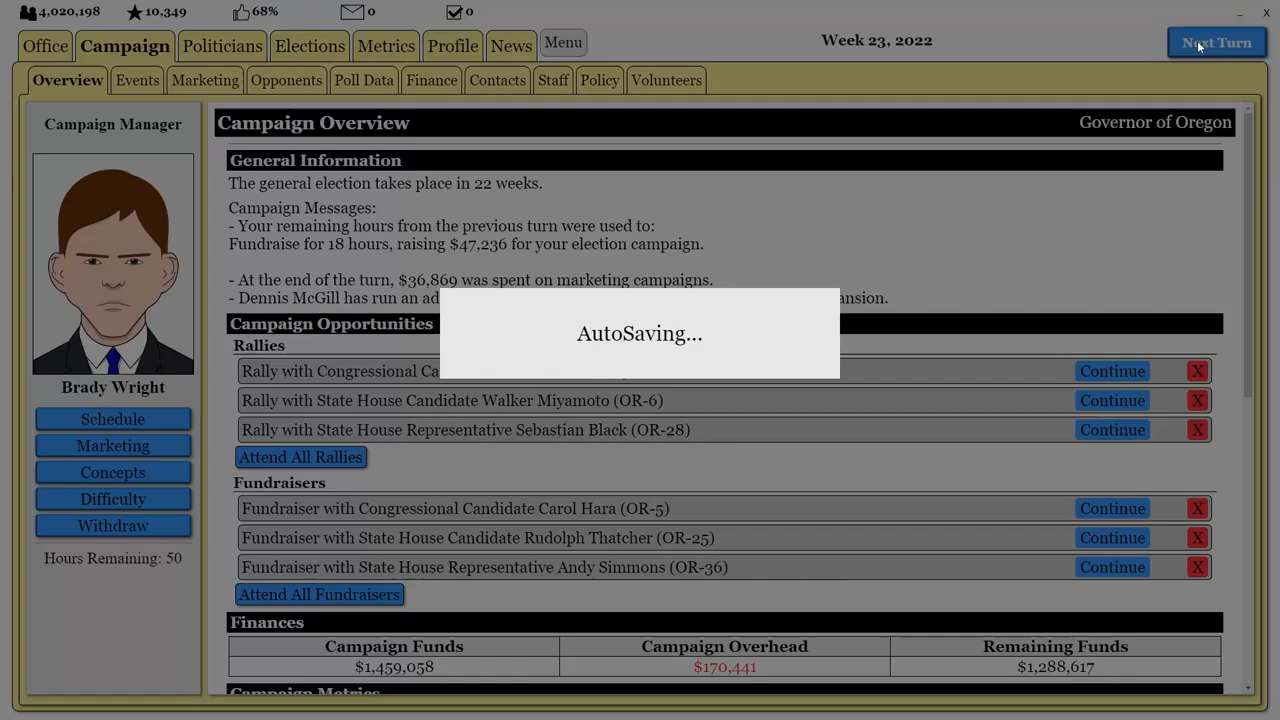 4,020,198 10,349 68% 0 0 _ X
Office Campaign Politicians Elections Metrics Profile News Menu Week 23, 2022 Next Turn
Overview Events Marketing Opponents Poll Data Finance Contacts Staff Policy Volunteers
Campaign Manager
Brady Wright
Schedule
Marketing
Concepts
Difficulty
Withdraw
Hours Remaining: 50
Campaign Overview Governor of Oregon
General Information
The general election takes place in 22 weeks.
Campaign Messages:
- Your remaining hours from the previous turn were used to:
Fundraise for 18 hours, raising $47,236 for your election campaign.
- At the end of the turn, $36,869 was spent on marketing campaigns.
- Dennis McGill has run an
AutoSaving...
Campaign Opportunities
Rallies
Rally with Congressional Continue X
Rally with State House Candidate Walker Miyamoto (OR-6) Continue X
Rally with State House Representative Sebastian Black (OR-28) Continue X
Attend All Rallies
Fundraisers
Fundraiser with Congressional Candidate Carol Hara (OR-5) Continue X
Fundraiser with State House Candidate Rudolph Thatcher (OR-25) Continue X
Fundraiser with State House Representative Andy Simmons (OR-36) Continue X
Attend All Fundraisers
Finances
Campaign Funds Campaign Overhead Remaining Funds
$1,459,058 $170,441 $1,288,617
Campaign Metrics